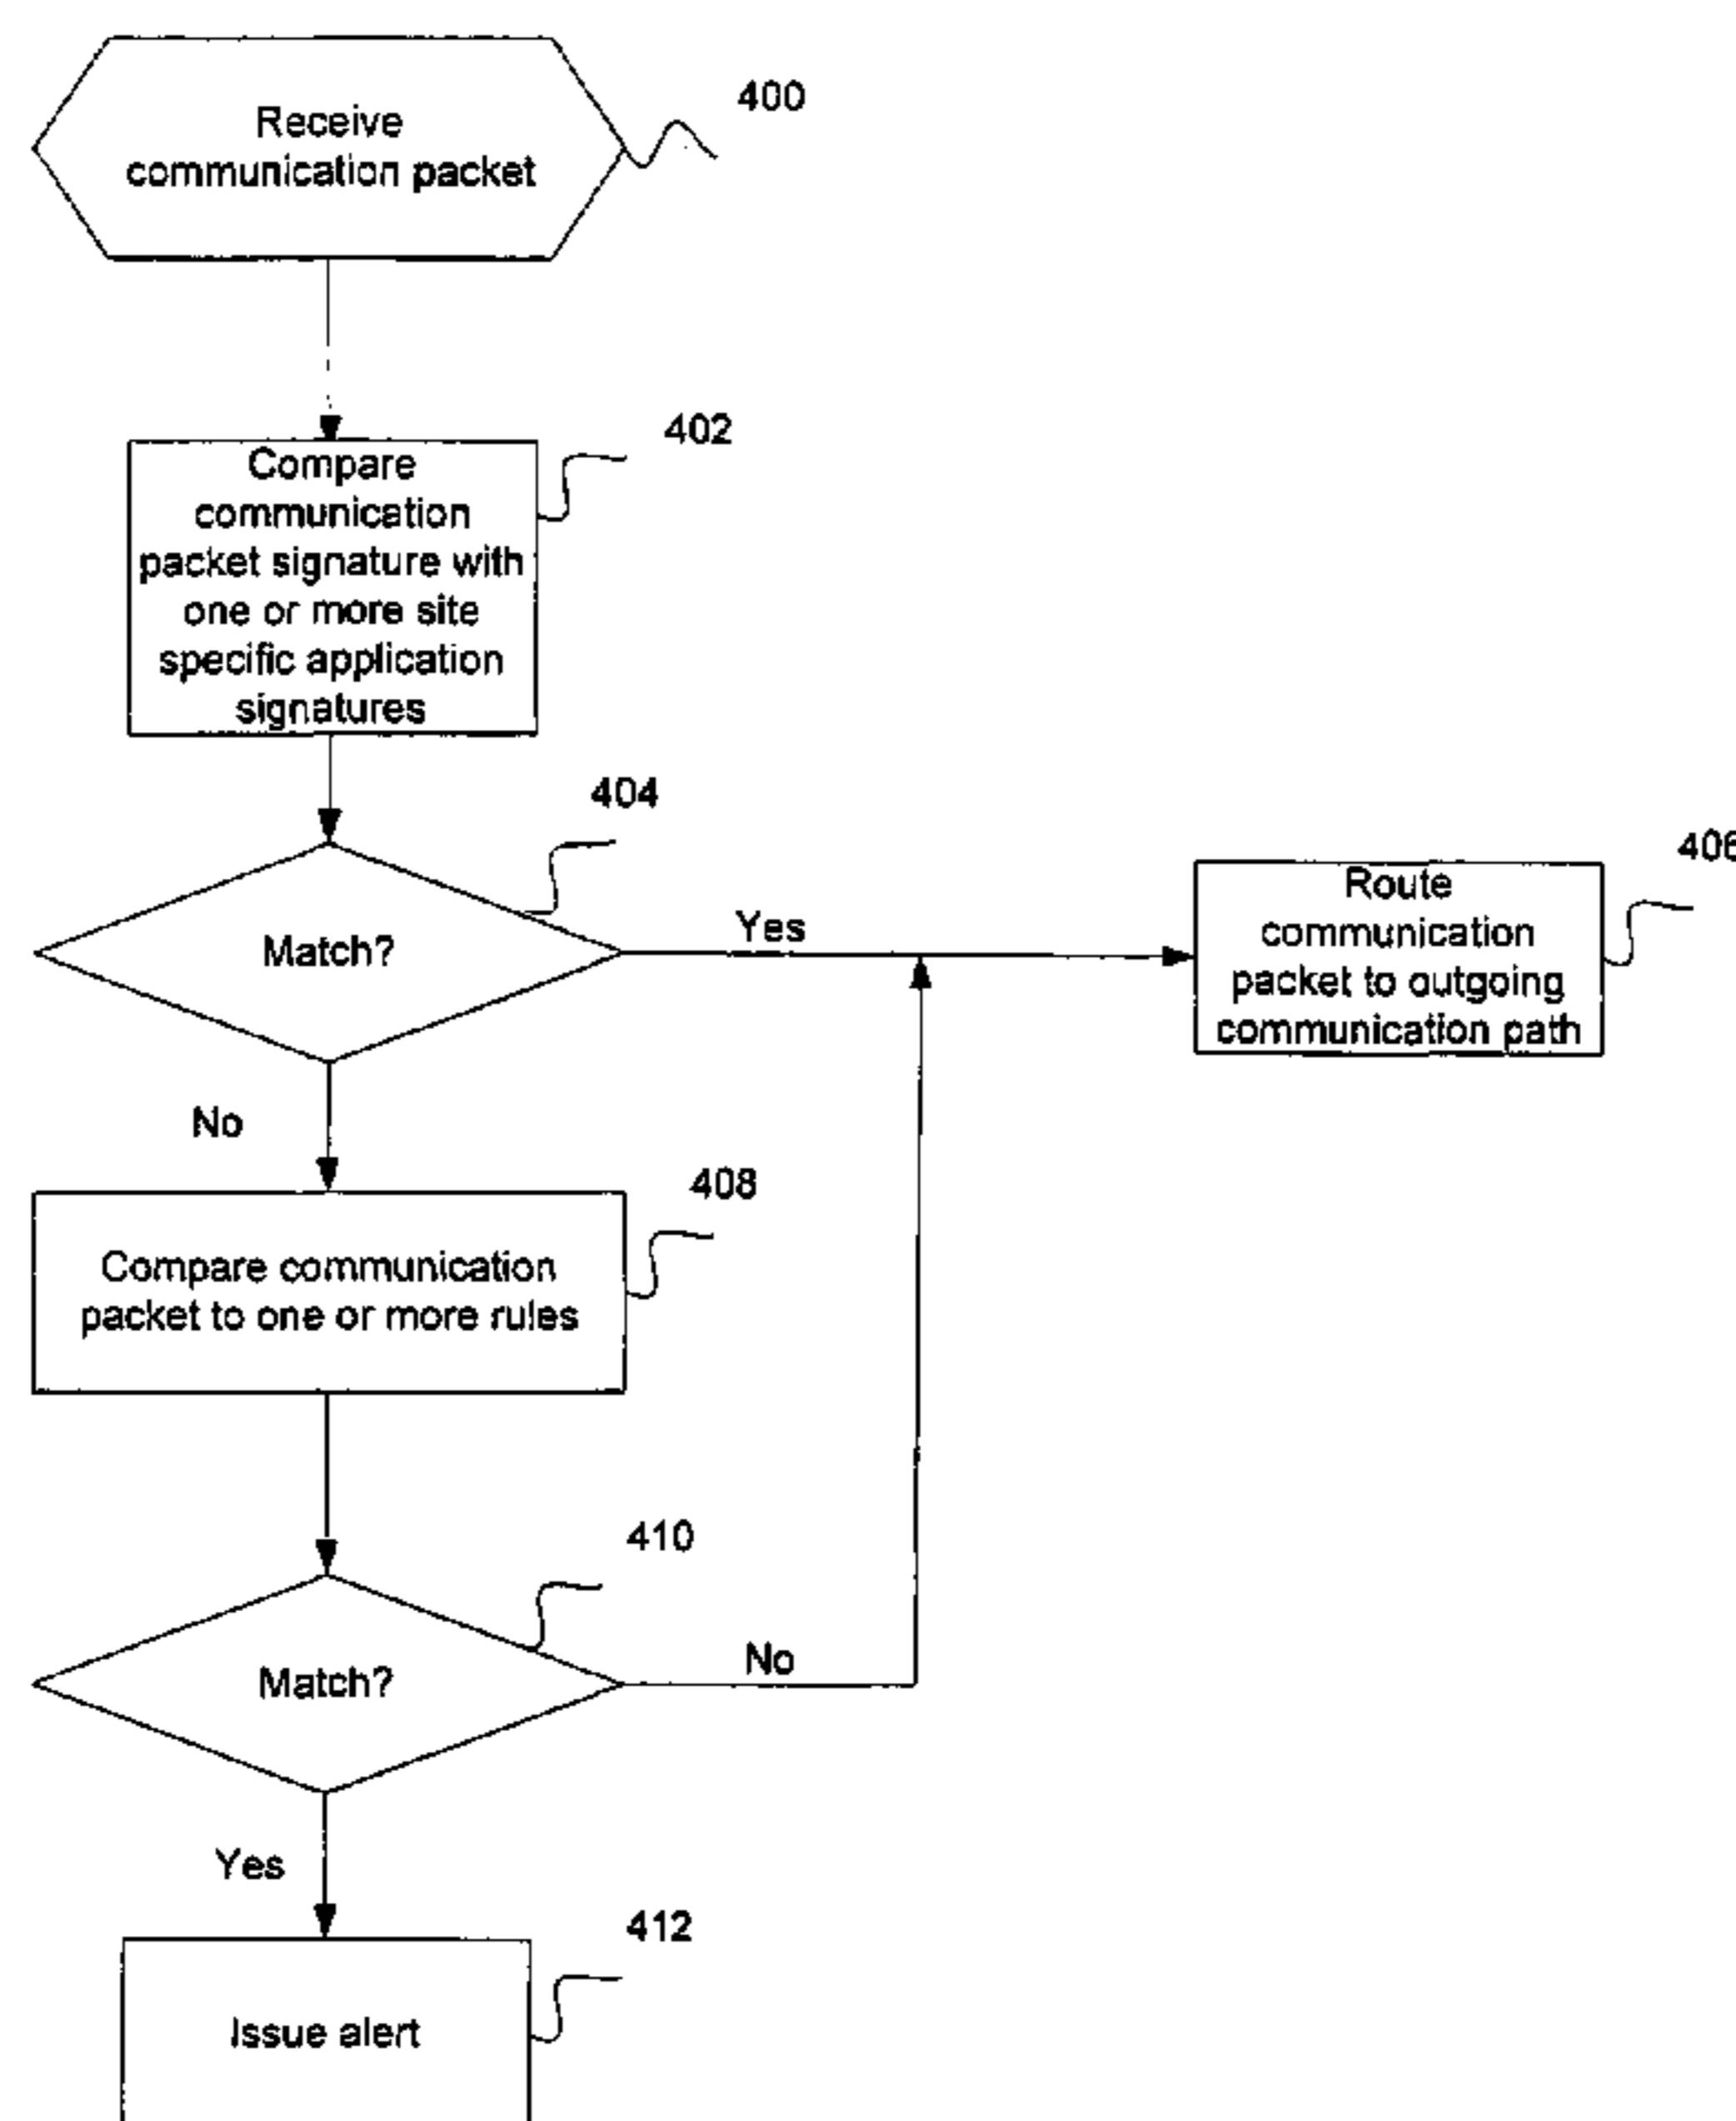 Receive
communication packet
400
Compare
communication
packet signature with
one or more site
specific application
signatures
402
Match?
404
Yes
Route
communication
packet to outgoing
communication path
406
No
Compare communication
packet to one or more rules
408
Match?
410
No
Yes
Issue alert
412